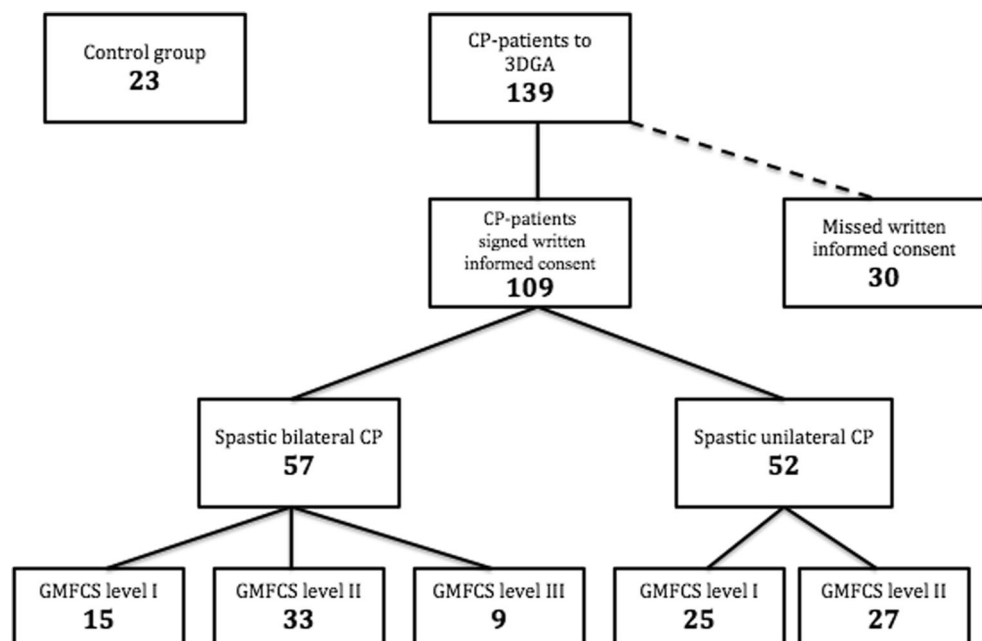 Control group
23
CP-patients to
3DGA
139
CP-patients
signed written
informed consent
109
Missed written
informed consent
30
Spastic bilateral CP
57
Spastic unilateral CP
52
GMFCS level I
15
GMFCS level II
33
GMFCS level III
9
GMFCS level I
25
GMFCS level II
27